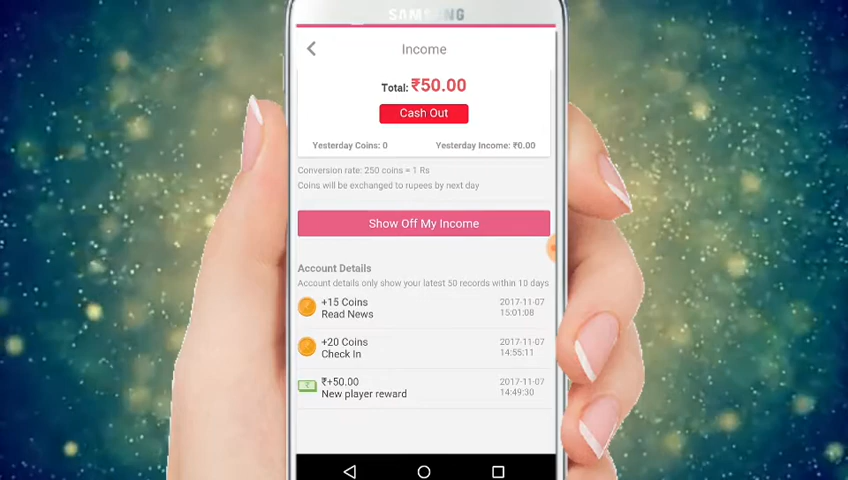 SAMSUNG
Income
Total: ₹50.00
Cash Out
Yesterday Coins: 0 Yesterday Income: ₹0.00
Conversion rate: 250 coins = 1 Rs
Coins will be exchanged to rupees by next day
Show Off My Income
Account Details
Account details only show your latest 50 records within 10 days
+15 Coins 2017-11-07
Read News 15:01:08
+20 Coins 2017-11-07
Check In 14:55:11
₹+50.00 2017-11-07
New player reward 14:49:30